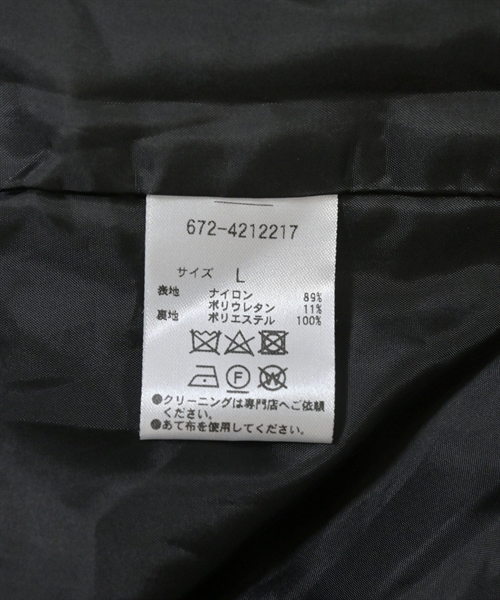 672-4212217
サイズ L
表地 ナイロン 89%
ポリウレタン 11%
裏地 ポリエステル 100%
F W
●クリーニングは専門店へご依頼
ください。
●あて布を使用してください。